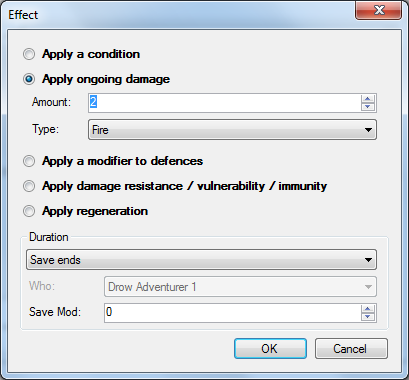 Effect
Apply a condition
Apply ongoing damage
Amount: 2
Type: Fire
Apply a modifier to defences
Apply damage resistance / vulnerability / immunity
Apply regeneration
Duration
Save ends
Who: Drow Adventurer 1
Save Mod: 0
OK Cancel